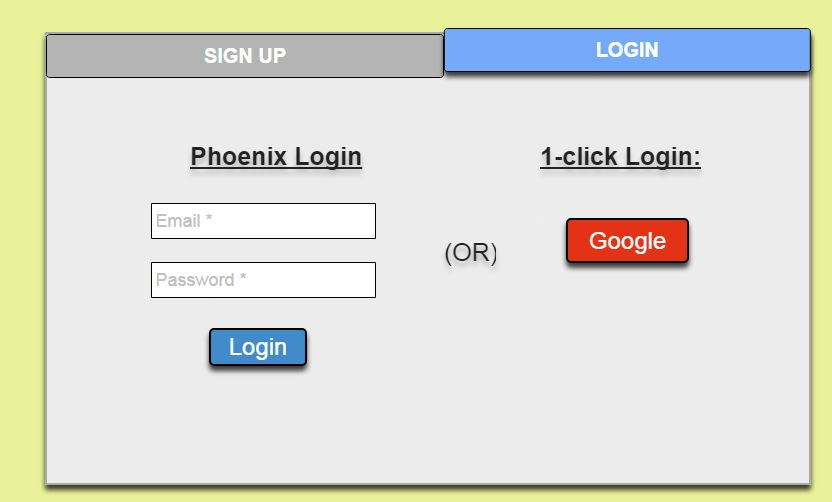 SIGN UP
LOGIN
Phoenix Login
Email *
Password *
Login
(OR)
1-click Login:
Google